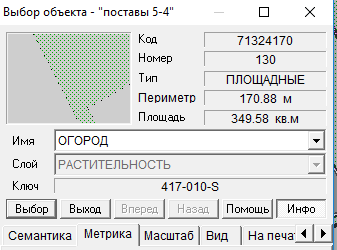 Выбор объекта - "поставы 5-4"
Код 71324170
Номер 130
Тип ПЛОЩАДНЫЕ
Периметр 170.88 м
Площадь 349.58 кв.м
Имя ОГОРОД
Слой РАСТИТЕЛЬНОСТЬ
Ключ 417-010-S
Выбор Выход Вперед Назад Помощь Инфо
Семантика Метрика Масштаб Вид На печат